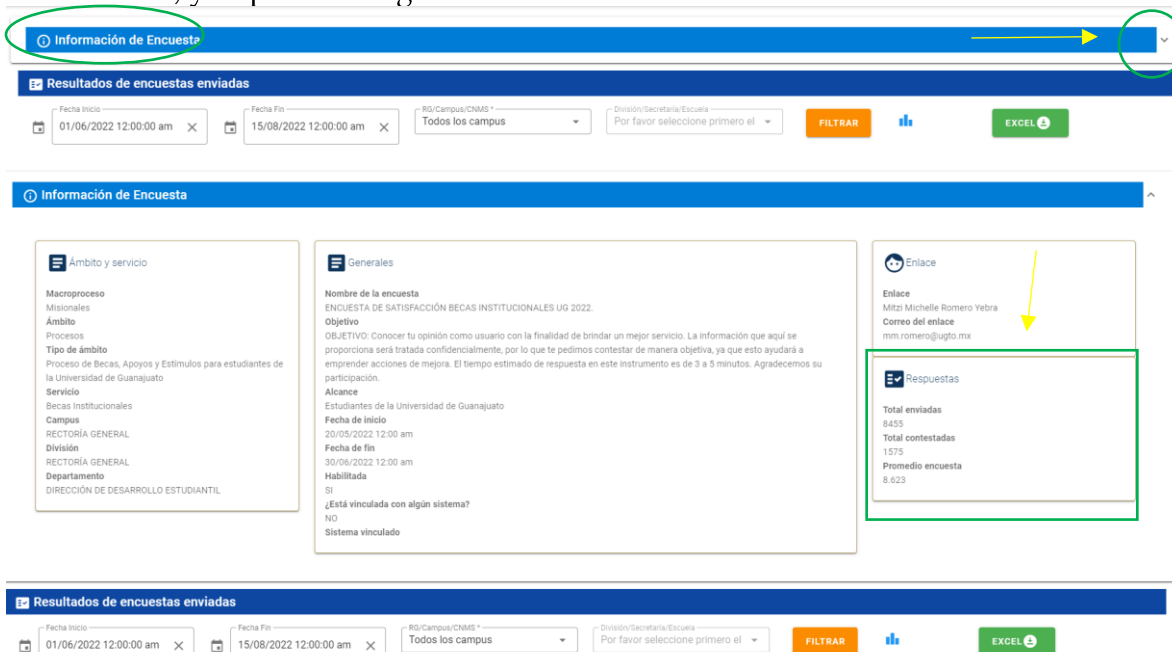 Información de Encuesta
Resultados de encuestas enviadas
Fecha Inicio
01/06/2022 12:00:00 am
Fecha Fin
15/08/2022 12:00:00 am
RG/Campus/CNMS *
Todos los campus
División/Secretaría/Escuela
Por favor seleccione primero el
FILTRAR
EXCEL
Información de Encuesta
Ámbito y servicio
Macroproceso
Misionales
Ámbito
Procesos
Tipo de ámbito
Proceso de Becas, Apoyos y Estímulos para estudiantes de
la Universidad de Guanajuato
Servicio
Becas Institucionales
Campus
RECTORÍA GENERAL
División
RECTORÍA GENERAL
Departamento
DIRECCIÓN DE DESARROLLO ESTUDIANTIL
Generales
Nombre de la encuesta
ENCUESTA DE SATISFACCIÓN BECAS INSTITUCIONALES UG 2022.
Objetivo
OBJETIVO: Conocer tu opinión como usuario con la finalidad de brindar un mejor servicio. La información que aquí se
proporciona será tratada confidencialmente, por lo que te pedimos contestar de manera objetiva, ya que esto ayudará a
emprender acciones de mejora. El tiempo estimado de respuesta en este instrumento es de 3 a 5 minutos. Agradecemos su
participación.
Alcance
Estudiantes de la Universidad de Guanajuato
Fecha de inicio
20/05/2022 12:00 am
Fecha de fin
30/06/2022 12:00 am
Habilitada
SI
¿Está vinculada con algún sistema?
NO
Sistema vinculado
Enlace
Enlace
Mitzi Michelle Romero Yebra
Correo del enlace
mm.romero@ugto.mx
Respuestas
Total enviadas
8455
Total contestadas
1575
Promedio encuesta
8.623
Resultados de encuestas enviadas
Fecha Inicio
01/06/2022 12:00:00 am
Fecha Fin
15/08/2022 12:00:00 am
RG/Campus/CNMS *
Todos los campus
División/Secretaría/Escuela
Por favor seleccione primero el
FILTRAR
EXCEL